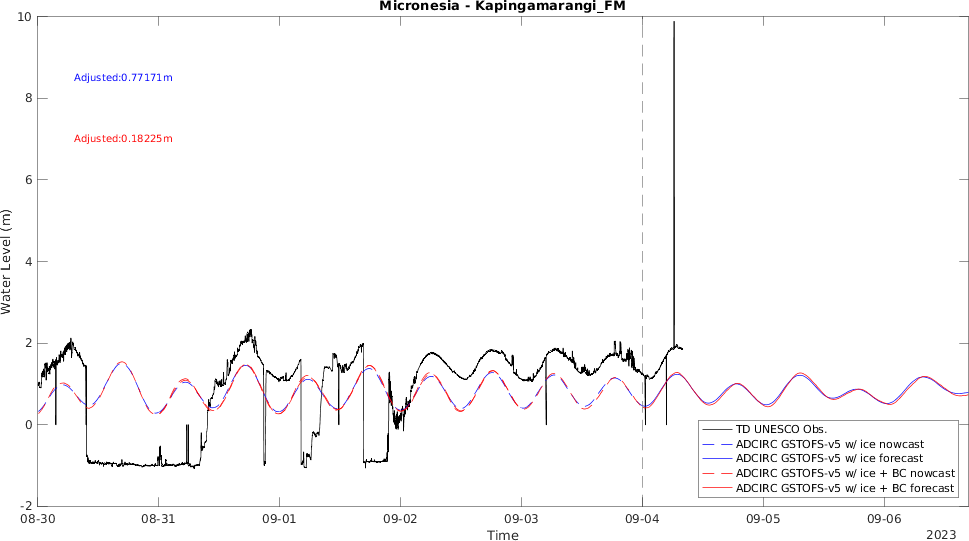 Micronesia - Kapingamarangi_FM
10
8
6
4
2
0
-2
Water Level (m)
Adjusted:0.77171m
Adjusted:0.18225m
TD UNESCO Obs.
ADCIRC GSTOFS-v5 w/ ice nowcast
ADCIRC GSTOFS-v5 w/ ice forecast
ADCIRC GSTOFS-v5 w/ ice + BC nowcast
ADCIRC GSTOFS-v5 w/ ice + BC forecast
08-30 08-31 09-01 09-02 09-03 09-04 09-05 09-06
Time
2023